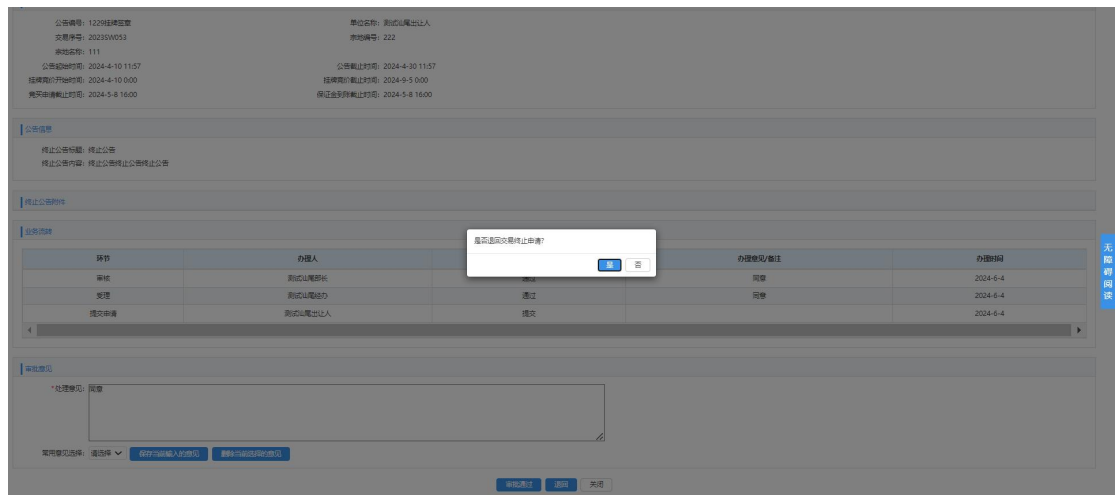 公告编号：1229挂牌竞意 单位名称：测试汕尾出让人
交易序号：2023SW053 宗地编号：222
宗地名称：111
公告起始时间：2024-4-10 11:57 公告截止时间：2024-4-30 11:57
挂牌竞价开始时间：2024-4-10 0:00 挂牌竞价截止时间：2024-9-5 0:00
竞买申请截止时间：2024-5-8 16:00 保证金到账截止时间：2024-5-8 16:00
公告信息
终止公告标题：终止公告
终止公告内容：终止公告终止公告终止公告
终止公告附件
业务流转
是否退回交易终止申请?
是 否
环节 办理人 办理意见/备注 办理时间
审核 测试汕尾部长 通过 同意 2024-6-4
受理 测试汕尾经办 通过 同意 2024-6-4
提交申请 测试汕尾出让人 提交 2024-6-4
审批意见
*处理意见：同意
常用意见选择：请选择 保存当前输入的意见 删除当前选择的意见
审批通过 退回 关闭
无障碍阅读